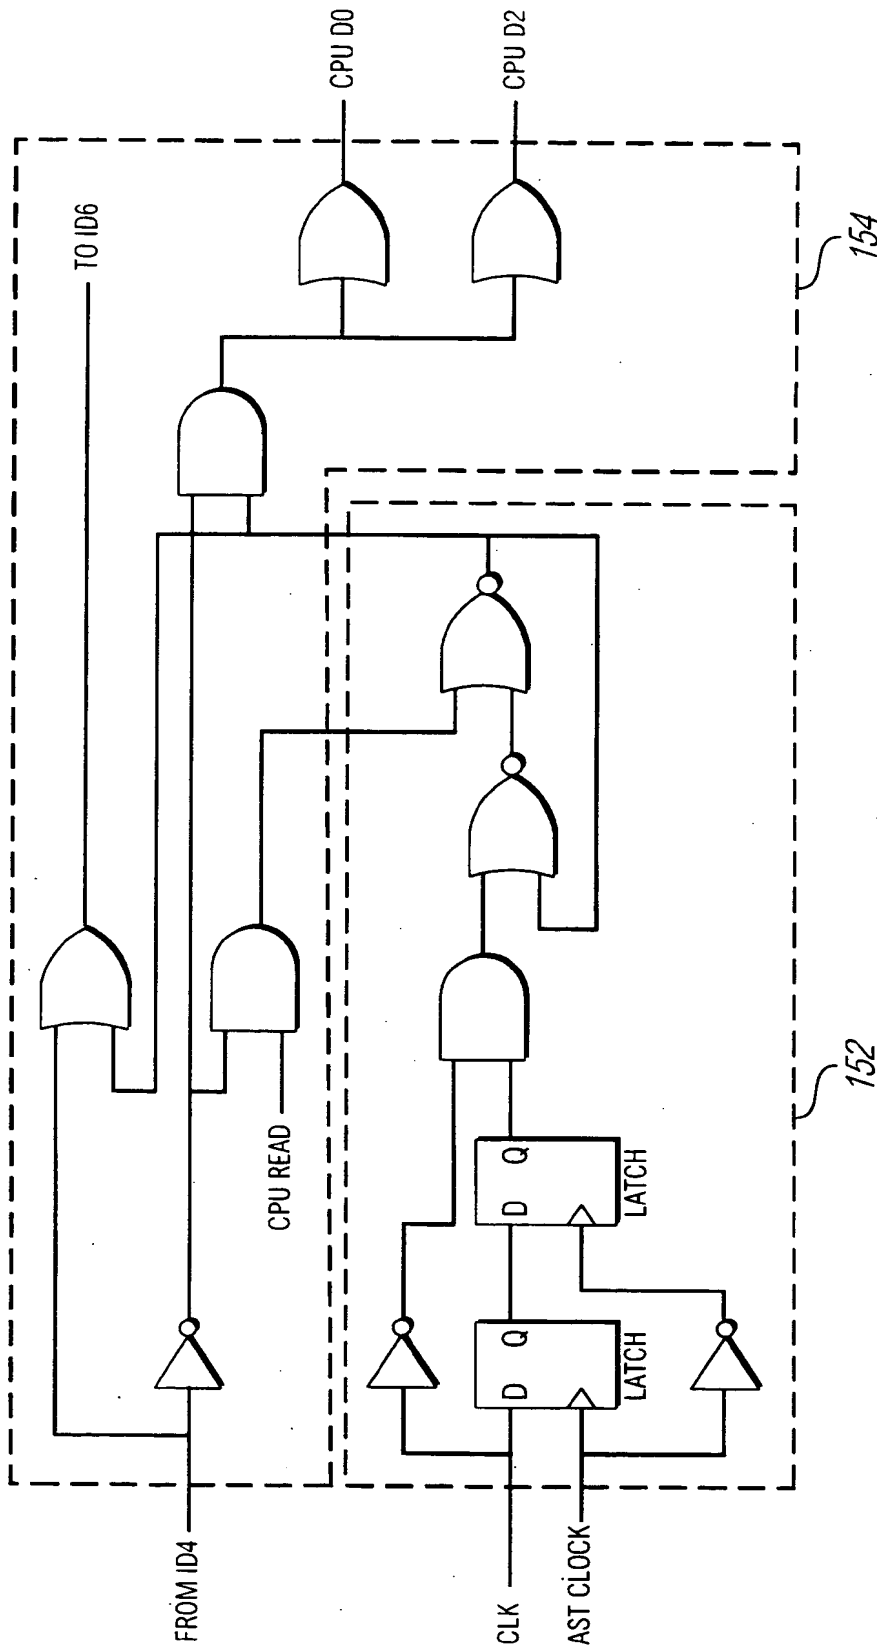 FROM ID4
TO ID6
CPU READ
CPU D0
CPU D2
CLK
AST CLOCK
D Q
LATCH
D Q
LATCH
152
154